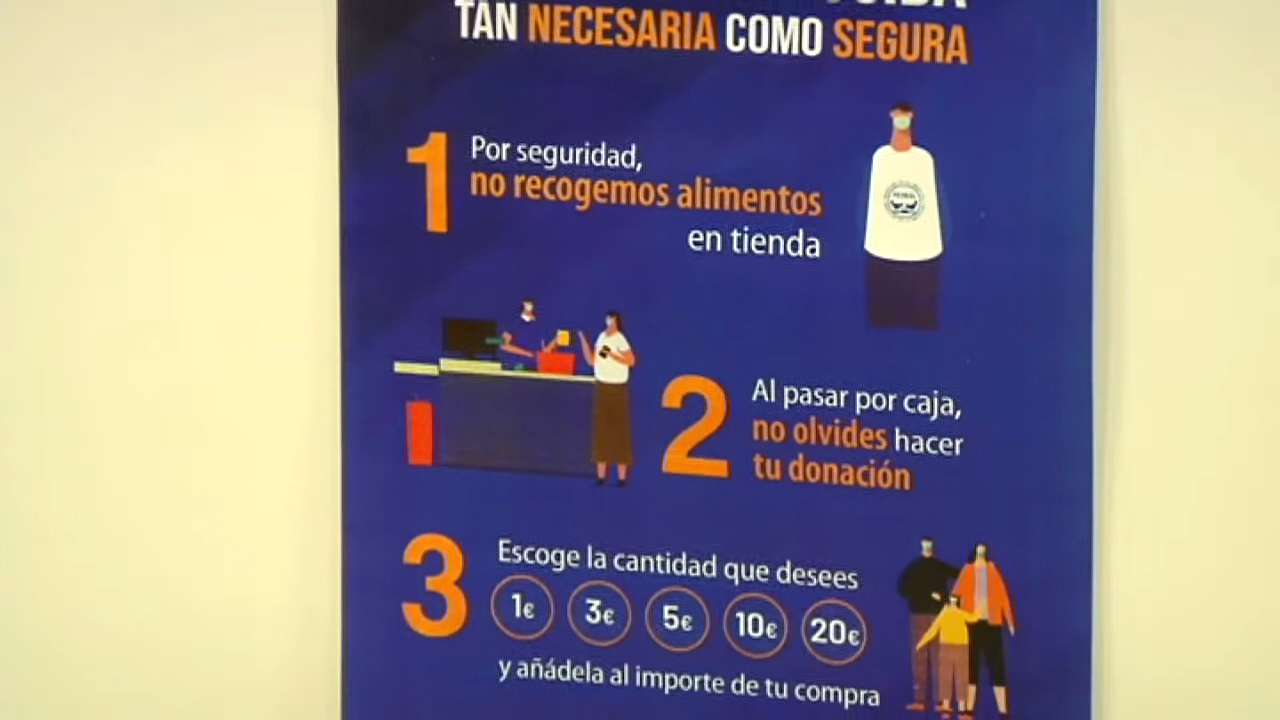 TAN NECESARIA COMO SEGURA
1
Por seguridad,
no recogemos alimentos
en tienda
2
Al pasar por caja,
no olvides hacer
tu donación
3
Escoge la cantidad que desees
1€ 3€ 5€ 10€ 20€
y añádela al importe de tu compra